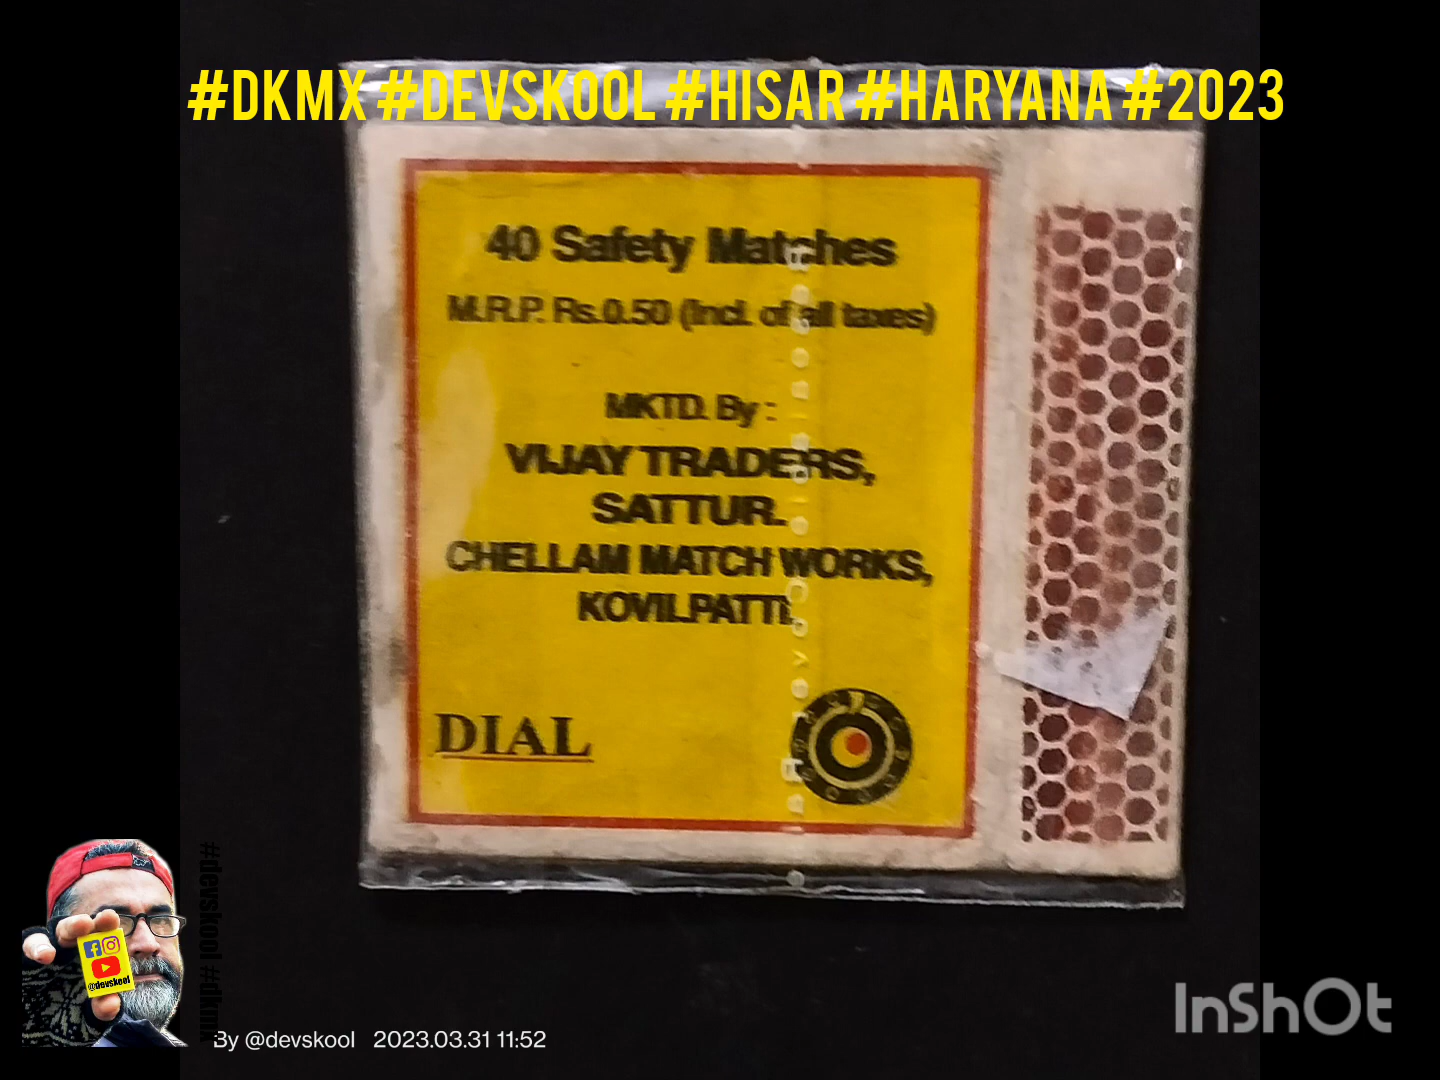 #DKMX #DEVSKOOL #HISAR #HARYANA #2023
40 Safety Matches
M.R.P. Rs.0.50 (Incl. of all taxes)
MKTD. By :
VIJAY TRADERS,
SATTUR.
CHELLAM MATCH WORKS,
KOVILPATTI.
DIAL
@devskool
#devskool #dkmx
By @devskool 2023.03.31 11:52
InShOt